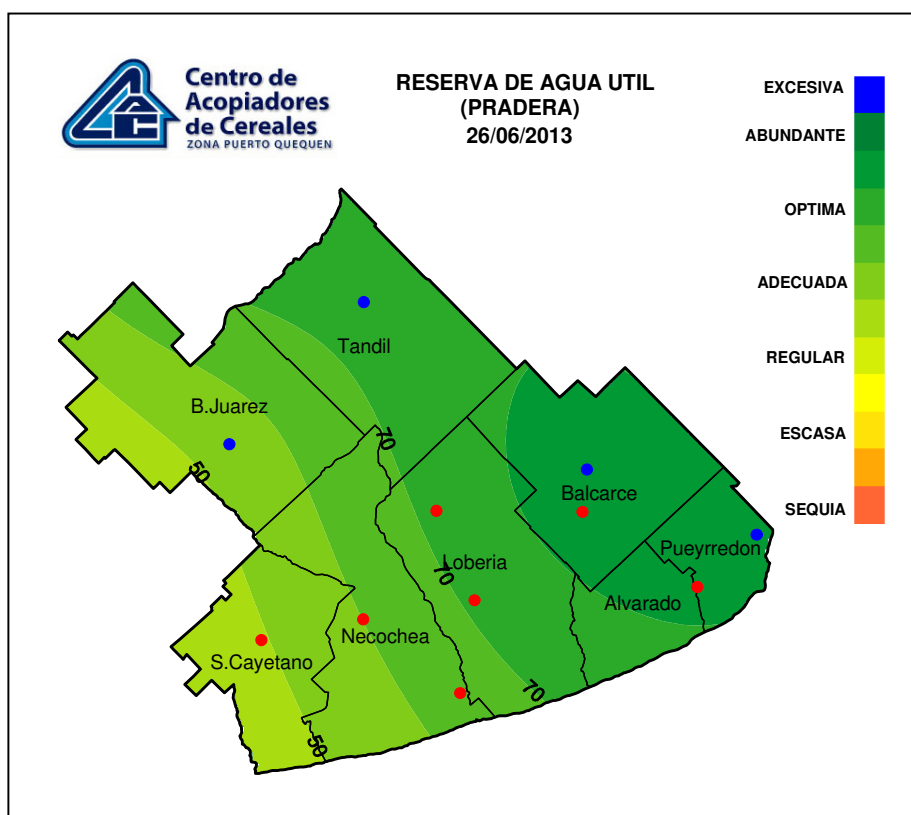 Centro de
Acopiadores
de Cereales
ZONA PUERTO QUEQUEN
CAC
RESERVA DE AGUA UTIL
(PRADERA)
26/06/2013
EXCESIVA
ABUNDANTE
OPTIMA
ADECUADA
REGULAR
ESCASA
SEQUIA
Tandil
B.Juarez
70
50
Balcarce
Pueyrredon
Loberia
70
Alvarado
Necochea
S.Cayetano
70
50